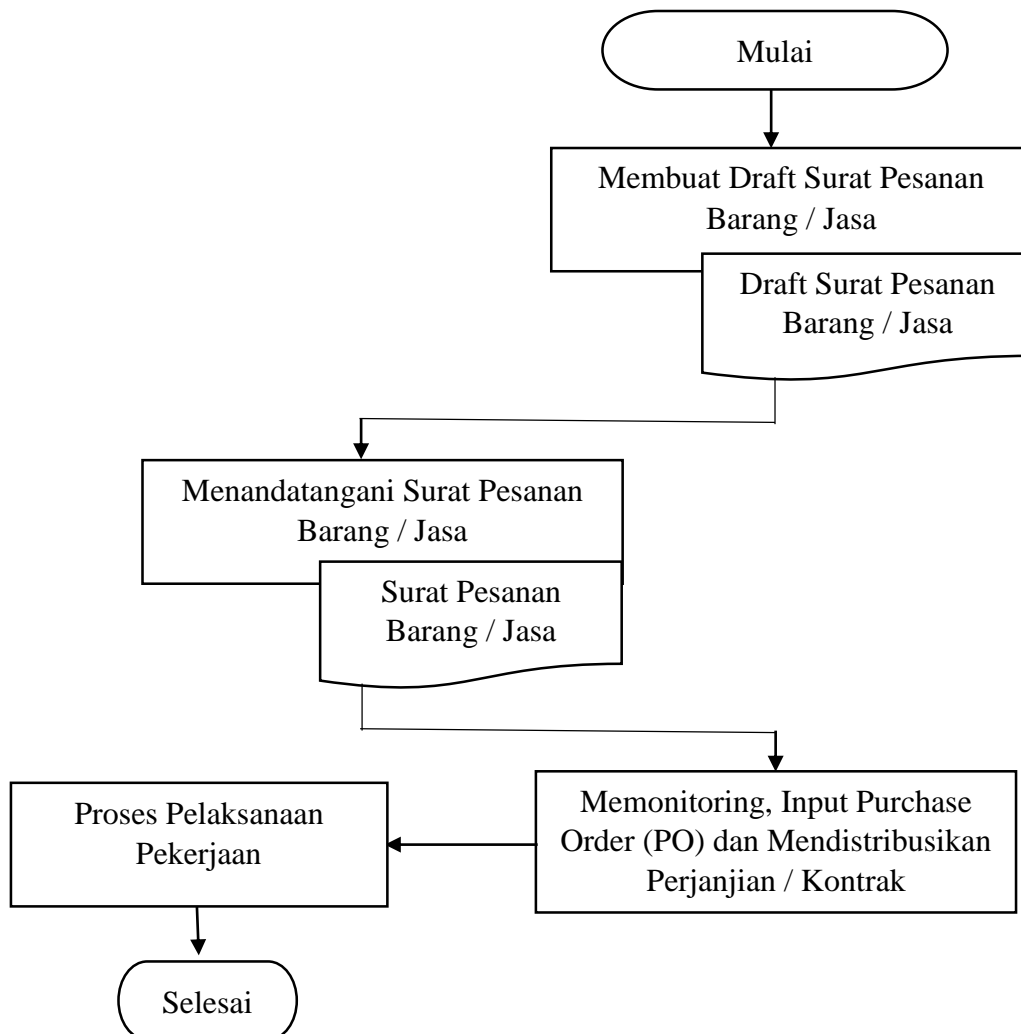 Mulai
Membuat Draft Surat Pesanan
Barang / Jasa
Draft Surat Pesanan
Barang / Jasa
Menandatangani Surat Pesanan
Barang / Jasa
Surat Pesanan
Barang / Jasa
Memonitoring, Input Purchase
Order (PO) dan Mendistribusikan
Perjanjian / Kontrak
Proses Pelaksanaan
Pekerjaan
Selesai